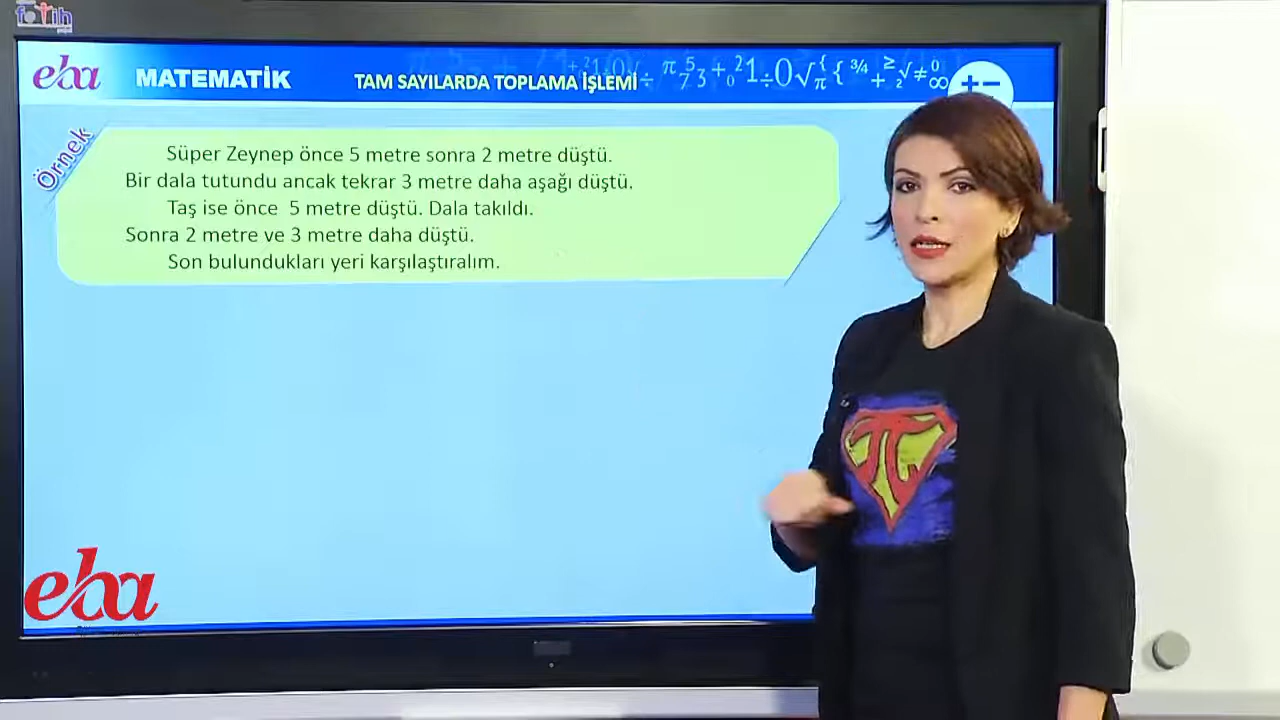 fatih
eba
MATEMATİK
TAM SAYILARDA TOPLAMA İŞLEMİ
Örnek
Süper Zeynep önce 5 metre sonra 2 metre düştü.
Bir dala tutundu ancak tekrar 3 metre daha aşağı düştü.
Taş ise önce 5 metre düştü. Dala takıldı.
Sonra 2 metre ve 3 metre daha düştü.
Son bulundukları yeri karşılaştıralım.
π
eba